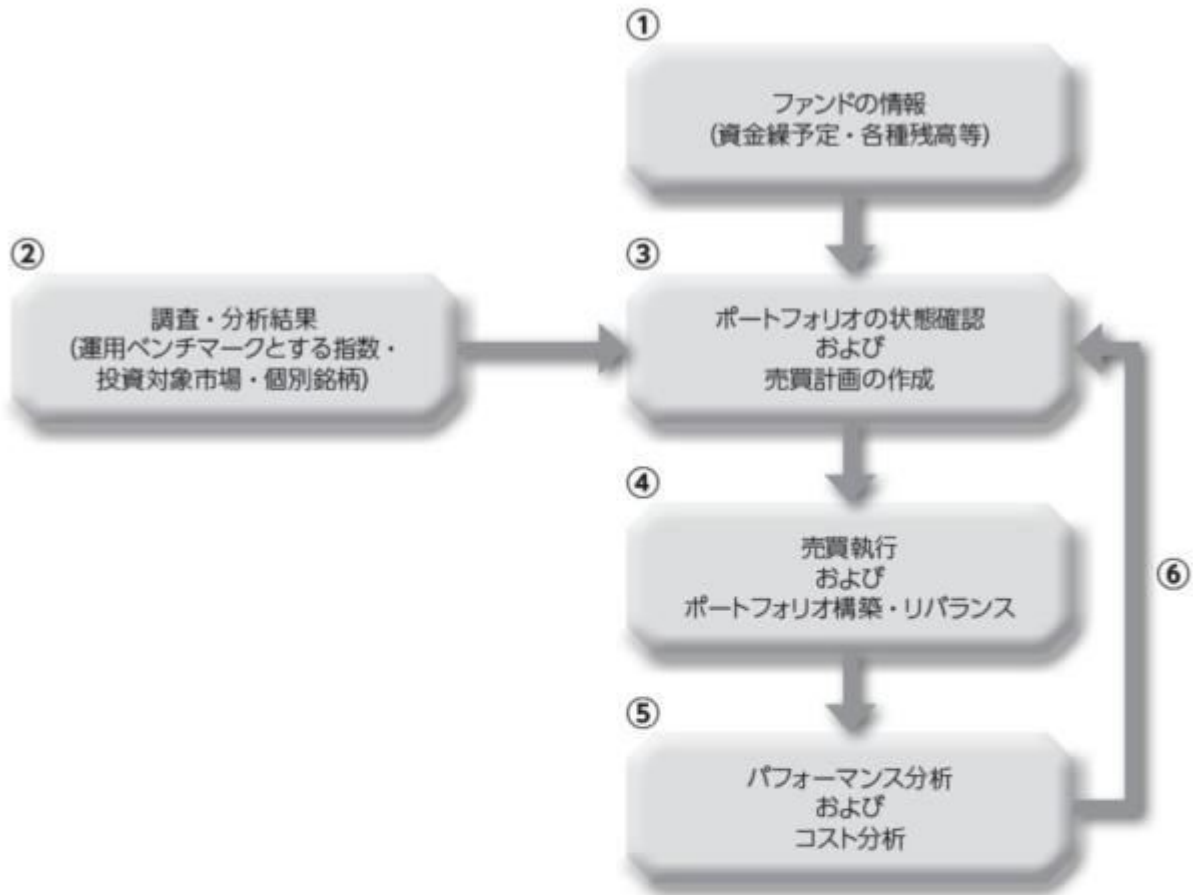 ①
ファンドの情報
(資金繰予定・各種残高等)
②
調査・分析結果
(運用ベンチマークとする指数・
投資対象市場・個別銘柄)
③
ポートフォリオの状態確認
および
売買計画の作成
④
売買執行
および
ポートフォリオ構築・リバランス
⑥
⑤
パフォーマンス分析
および
コスト分析